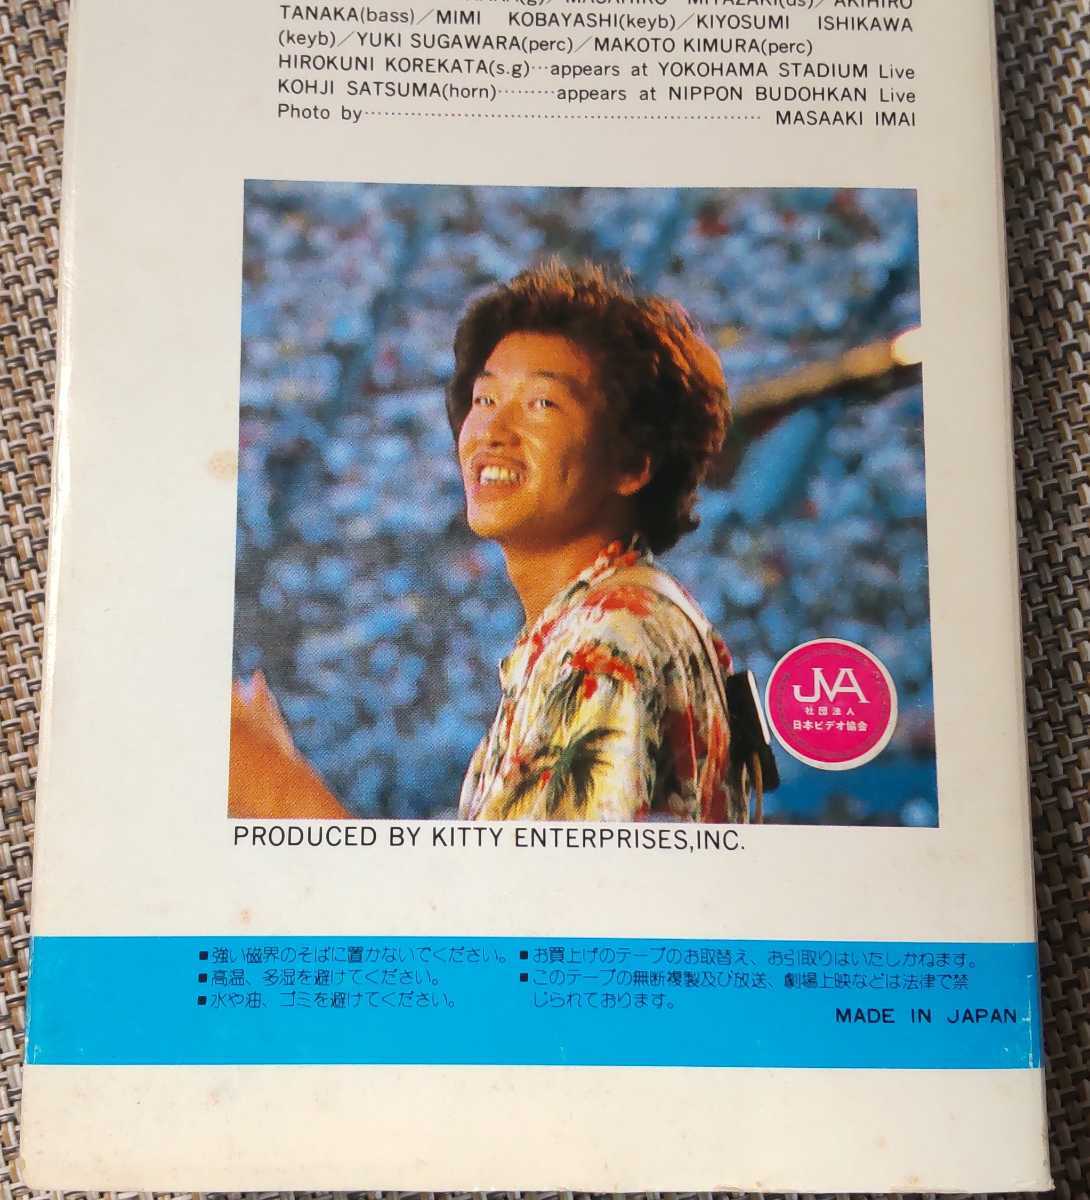 TANAKA(bass)／MIMI KOBAYASHI(keyb)／KIYOSUMI ISHIKAWA
(keyb)／YUKI SUGAWARA(perc)／MAKOTO KIMURA(perc)
HIROKUNI KOREKATA(s.g)…appears at YOKOHAMA STADIUM Live
KOHJI SATSUMA(horn)………appears at NIPPON BUDOHKAN Live
Photo by…………………………………………………… MASAAKI IMAI
JVA
社団法人
日本ビデオ協会
PRODUCED BY KITTY ENTERPRISES,INC.
■強い磁界のそばに置かないでください。
■高温、多湿を避けてください。
■水や油、ゴミを避けてください。
■お買上げのテープのお取替え、お引取りはいたしかねます。
■このテープの無断複製及び放送、劇場上映などは法律で禁
じられております。
MADE IN JAPAN